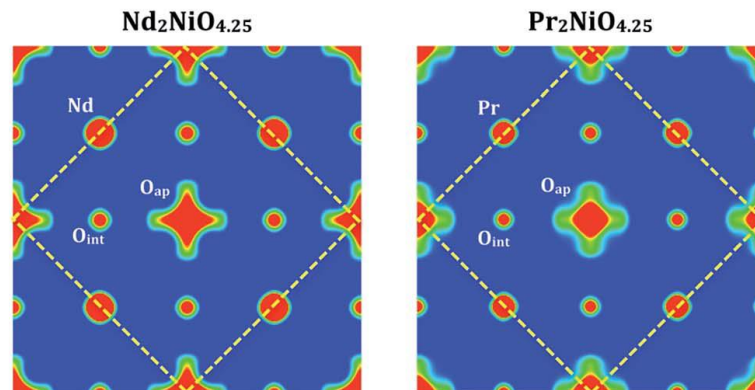 Nd₂NiO₄.₂₅
Pr₂NiO₄.₂₅
Nd
Oap
Oint
Pr
Oap
Oint